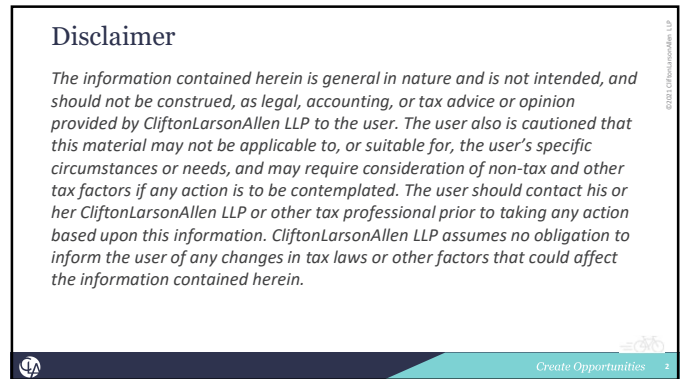 Disclaimer
The information contained herein is general in nature and is not intended, and
should not be construed, as legal, accounting, or tax advice or opinion
provided by CliftonLarsonAllen LLP to the user. The user also is cautioned that
this material may not be applicable to, or suitable for, the user’s specific
circumstances or needs, and may require consideration of non-tax and other
tax factors if any action is to be contemplated. The user should contact his or
her CliftonLarsonAllen LLP or other tax professional prior to taking any action
based upon this information. CliftonLarsonAllen LLP assumes no obligation to
inform the user of any changes in tax laws or other factors that could affect
the information contained herein.
©2021 CliftonLarsonAllen LLP
CLA
Create Opportunities 2